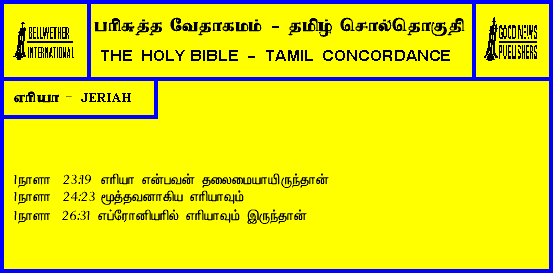 BELLWETHER
INTERNATIONAL
பரிசுத்த வேதாகமம் - தமிழ் சொல்தொகுதி
THE HOLY BIBLE - TAMIL CONCORDANCE
GOOD NEWS
PUBLISHERS
எரியா - JERIAH
1நாளா 23:19 எரியா என்பவன் தலைமையாயிருந்தான்
1நாளா 24:23 மூத்தவனாகிய எரியாவும்
1நாளா 26:31 எப்ரோனியரில் எரியாவும் இருந்தான்